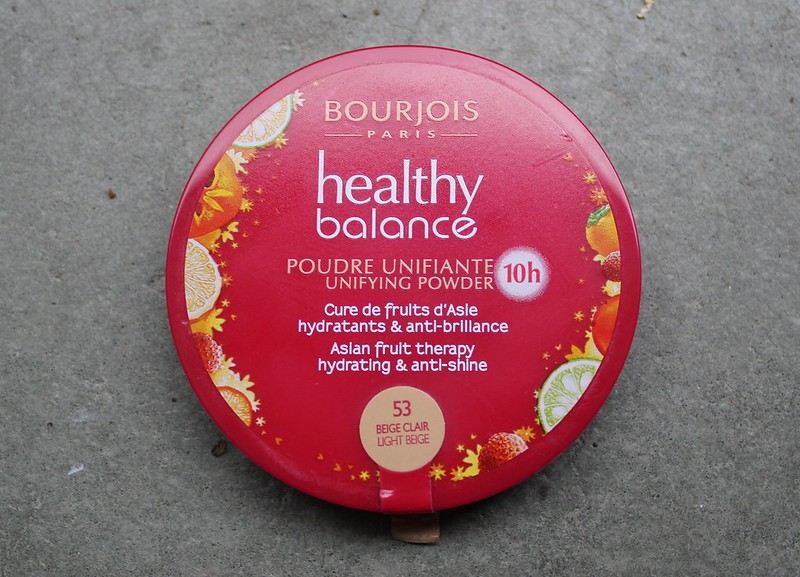 BOURJOIS
PARIS
healthy
balance
POUDRE UNIFIANTE
UNIFYING POWDER
10h
Cure de fruits d'Asie
hydratants & anti-brillance
Asian fruit therapy
hydrating & anti-shine
53
BEIGE CLAIR
LIGHT BEIGE